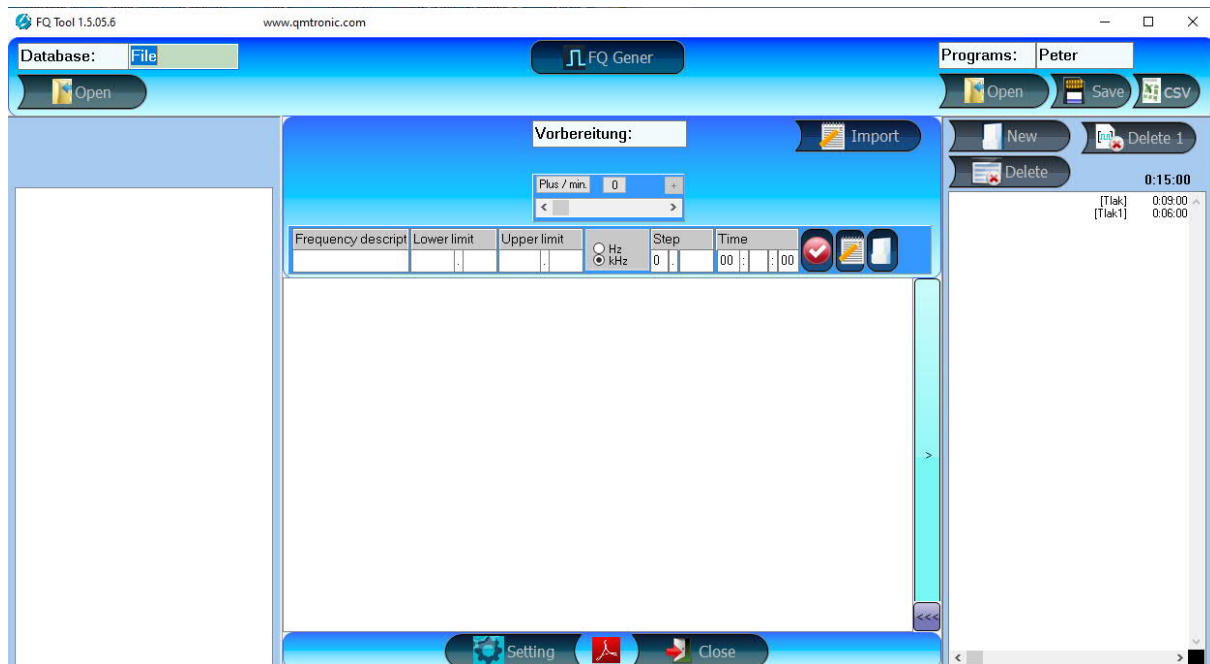 FQ Tool 1.5.05.6 www.qmtronic.com
Database: File
FQ Gener
Programs: Peter
Open
Open Save CSV
Vorbereitung:
Import
New Delete 1
Delete
0:15:00
Plus / min. 0 +
< >
[Tlak] 0:09:00
[Tlak1] 0:06:00
Frequency descript Lower limit Upper limit Hz Step Time
. . kHz 0 . 00 : : 00
>
<<<
Setting Close
< >